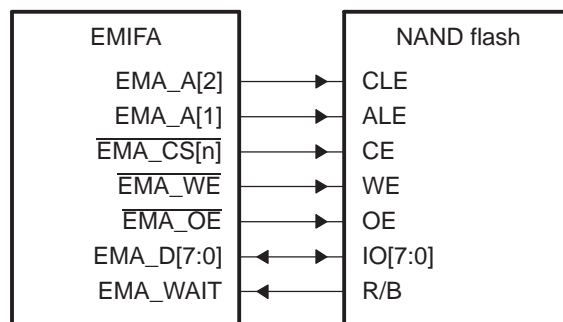 EMIFA NAND flash
EMA_A[2] CLE
EMA_A[1] ALE
EMA_CS[n] CE
EMA_WE WE
EMA_OE OE
EMA_D[7:0] IO[7:0]
EMA_WAIT R/B